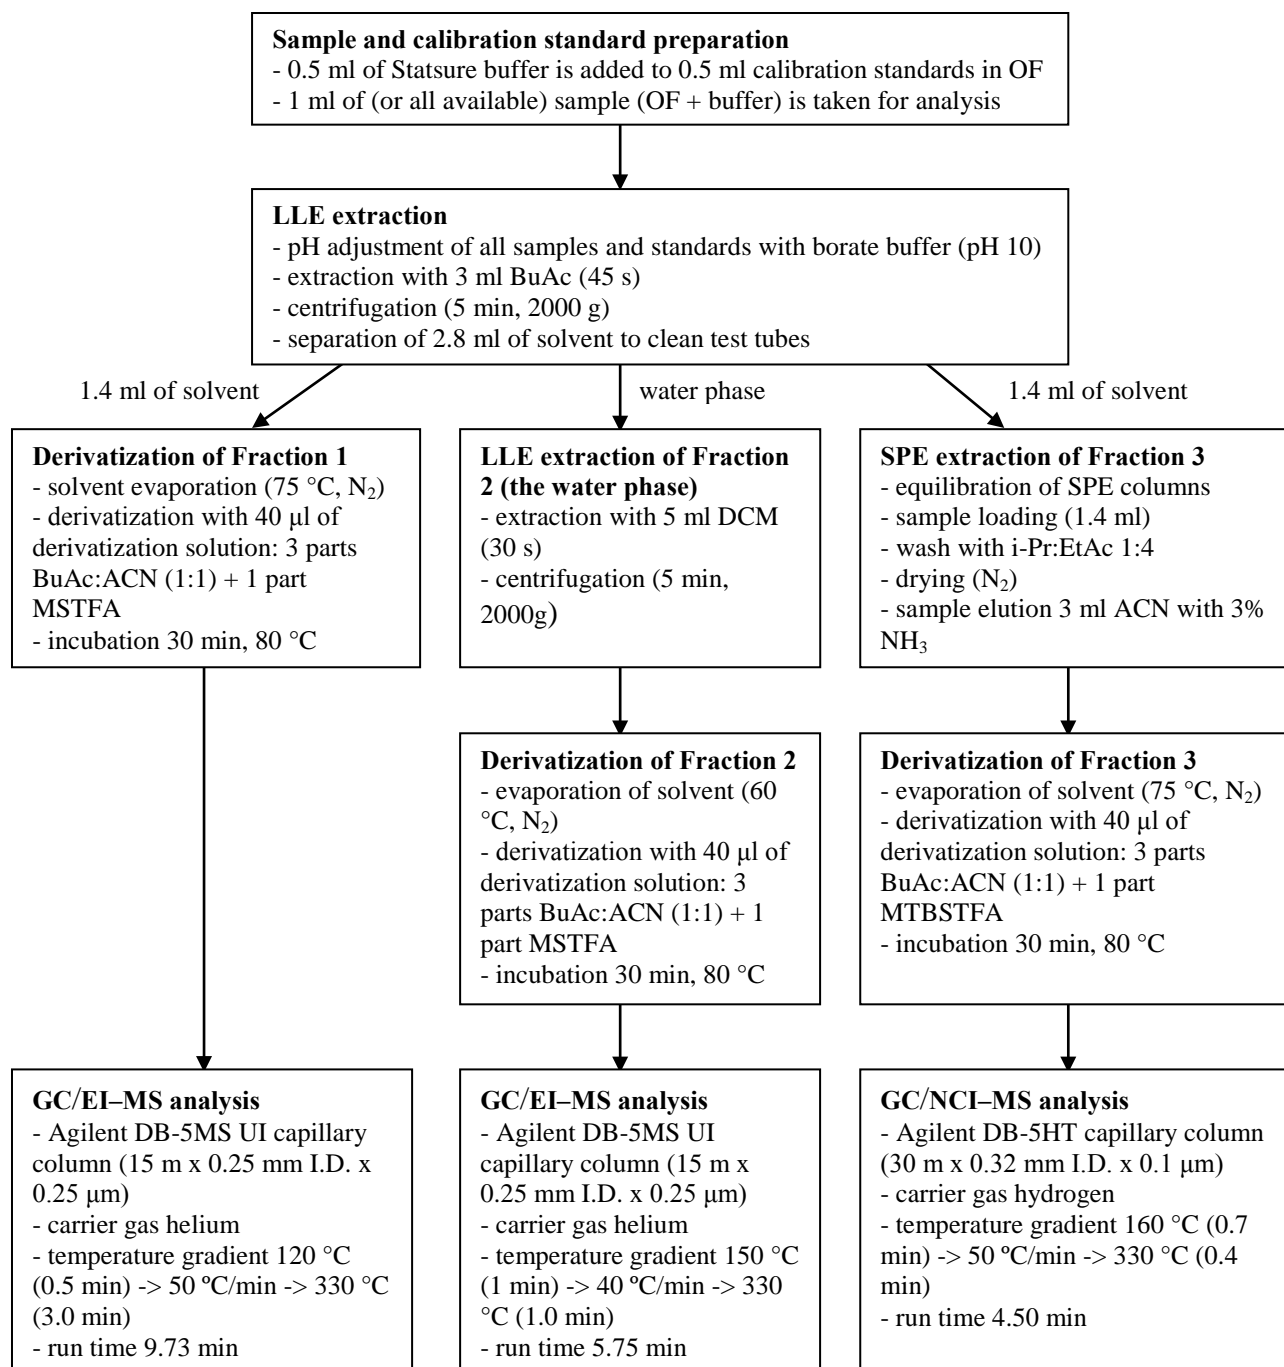 Sample and calibration standard preparation
- 0.5 ml of Statsure buffer is added to 0.5 ml calibration standards in OF
- 1 ml of (or all available) sample (OF + buffer) is taken for analysis
LLE extraction
- pH adjustment of all samples and standards with borate buffer (pH 10)
- extraction with 3 ml BuAc (45 s)
- centrifugation (5 min, 2000 g)
- separation of 2.8 ml of solvent to clean test tubes
1.4 ml of solvent
water phase
1.4 ml of solvent
Derivatization of Fraction 1
- solvent evaporation (75 °C, N₂)
- derivatization with 40 μl of
derivatization solution: 3 parts
BuAc:ACN (1:1) + 1 part
MSTFA
- incubation 30 min, 80 °C
LLE extraction of Fraction
2 (the water phase)
- extraction with 5 ml DCM
(30 s)
- centrifugation (5 min,
2000g)
SPE extraction of Fraction 3
- equilibration of SPE columns
- sample loading (1.4 ml)
- wash with i-Pr:EtAc 1:4
- drying (N₂)
- sample elution 3 ml ACN with 3%
NH₃
Derivatization of Fraction 2
- evaporation of solvent (60
°C, N₂)
- derivatization with 40 μl of
derivatization solution: 3
parts BuAc:ACN (1:1) + 1
part MSTFA
- incubation 30 min, 80 °C
Derivatization of Fraction 3
- evaporation of solvent (75 °C, N₂)
- derivatization with 40 μl of
derivatization solution: 3 parts
BuAc:ACN (1:1) + 1 part
MTBSTFA
- incubation 30 min, 80 °C
GC/EI–MS analysis
- Agilent DB-5MS UI capillary
column (15 m x 0.25 mm I.D. x
0.25 μm)
- carrier gas helium
- temperature gradient 120 °C
(0.5 min) -> 50 ºC/min -> 330 °C
(3.0 min)
- run time 9.73 min
GC/EI–MS analysis
- Agilent DB-5MS UI
capillary column (15 m x
0.25 mm I.D. x 0.25 μm)
- carrier gas helium
- temperature gradient 150 °C
(1 min) -> 40 ºC/min -> 330
°C (1.0 min)
- run time 5.75 min
GC/NCI–MS analysis
- Agilent DB-5HT capillary column
(30 m x 0.32 mm I.D. x 0.1 μm)
- carrier gas hydrogen
- temperature gradient 160 °C (0.7
min) -> 50 ºC/min -> 330 °C (0.4
min)
- run time 4.50 min